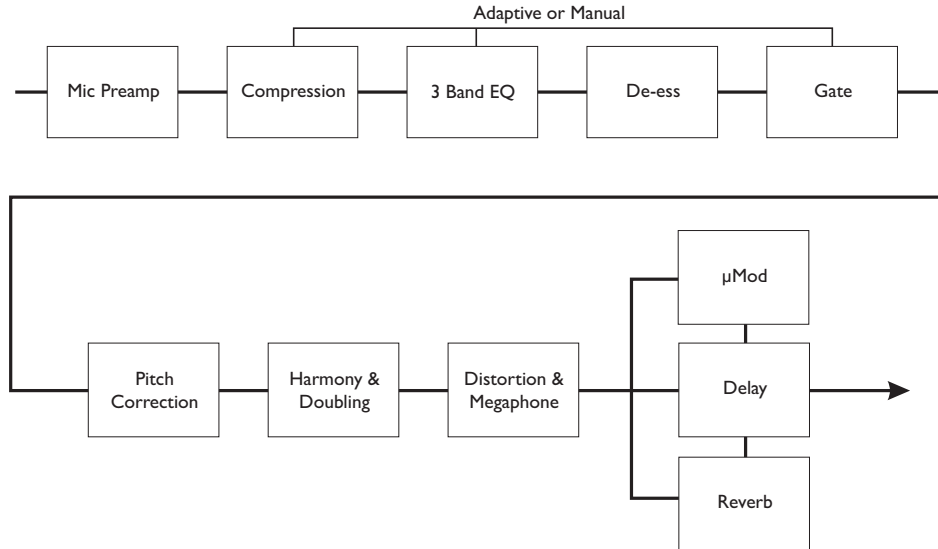 Adaptive or Manual
Mic Preamp
Compression
3 Band EQ
De-ess
Gate
µMod
Pitch
Correction
Harmony &
Doubling
Distortion &
Megaphone
Delay
Reverb